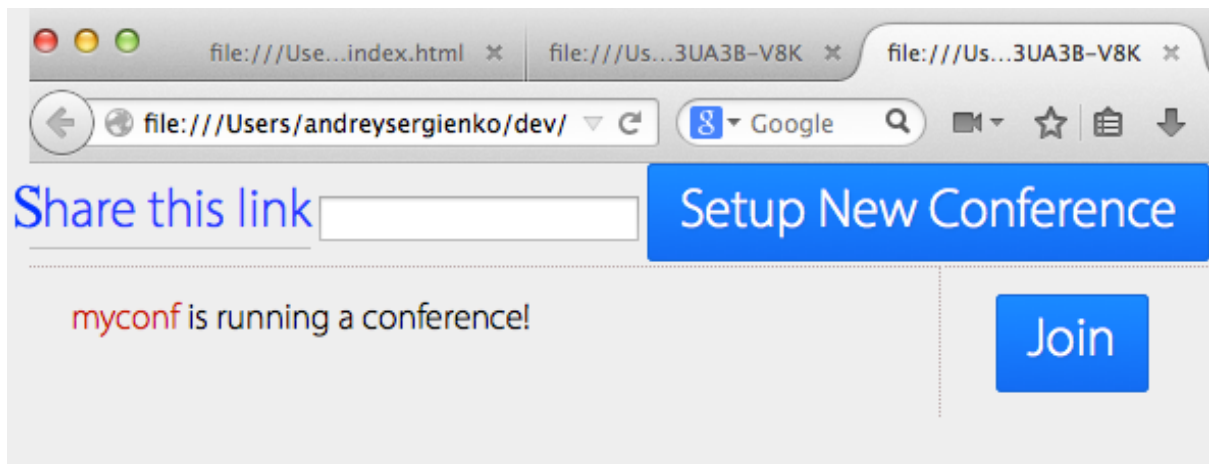 file:///Use...index.html
file:///Us...3UA3B-V8K
file:///Us...3UA3B-V8K
file:///Users/andreysergienko/dev/
8 Google
Share this link
Setup New Conference
myconf is running a conference!
Join